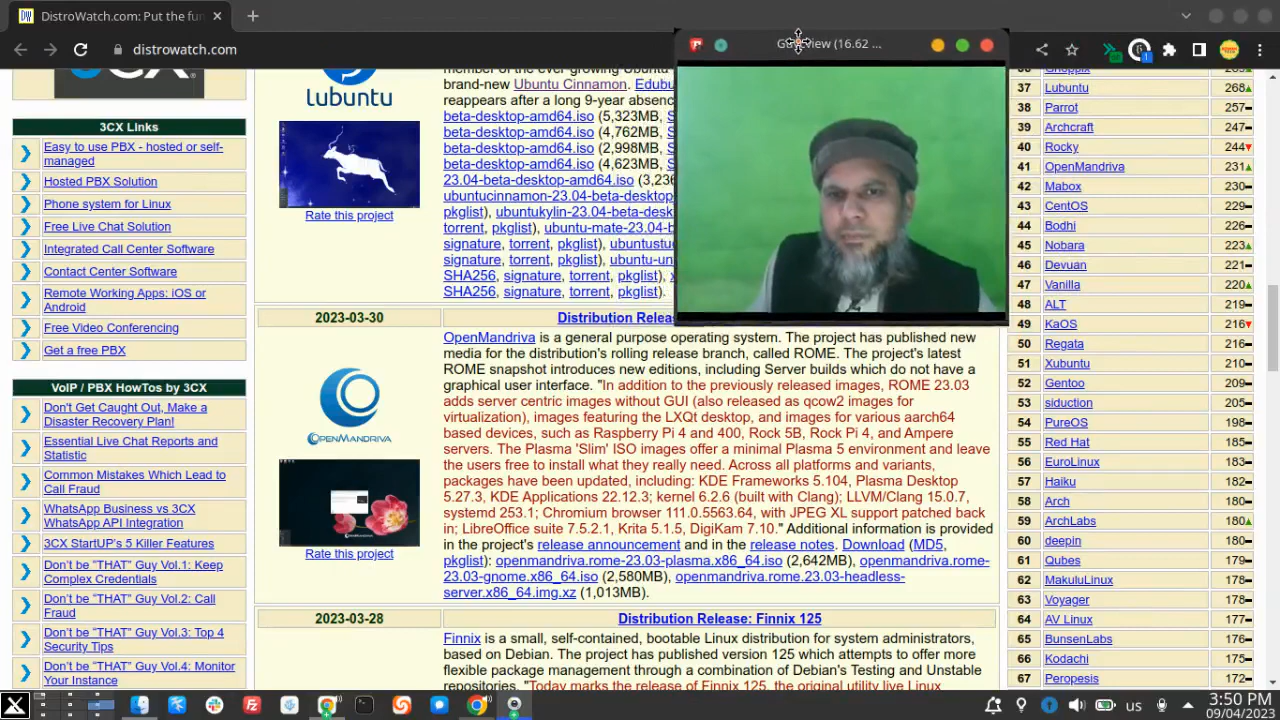 DistroWatch.com: Put the fun
distrowatch.com
Guvcview (16.62 ...
3CX Links
Easy to use PBX - hosted or self-
managed
Hosted PBX Solution
Phone system for Linux
Free Live Chat Solution
Integrated Call Center Software
Contact Center Software
Remote Working Apps: iOS or
Android
Free Video Conferencing
Get a free PBX
VoIP / PBX HowTos by 3CX
Don't Get Caught Out, Make a
Disaster Recovery Plan!
Essential Live Chat Reports and
Statistic
Common Mistakes Which Lead to
Call Fraud
WhatsApp Business vs 3CX
WhatsApp API Integration
3CX StartUP's 5 Killer Features
Don't be "THAT" Guy Vol.1: Keep
Complex Credentials
Don't be "THAT" Guy Vol.2: Call
Fraud
Don't be "THAT" Guy Vol.3: Top 4
Security Tips
Don't be "THAT" Guy Vol.4: Monitor
Your Instance
lubuntu
Rate this project
member of the ever-growing Ubuntu
brand-new Ubuntu Cinnamon. Edubu
reappears after a long 9-year absenc
beta-desktop-amd64.iso (5,323MB, S
beta-desktop-amd64.iso (4,762MB,
beta-desktop-amd64.iso (2,998MB,
beta-desktop-amd64.iso (4,623MB,
23.04-beta-desktop-amd64.iso (3,236
ubuntucinnamon-23.04-beta-desktop
pkglist), ubuntukylin-23.04-beta-desk
torrent, pkglist), ubuntu-mate-23.04-b
signature, torrent, pkglist), ubuntustu
signature, torrent, pkglist), ubuntu-un
SHA256, signature, torrent, pkglist), x
SHA256, signature, torrent, pkglist).
2023-03-30
Distribution Relea
OPENMANDRIVA
Rate this project
OpenMandriva is a general purpose operating system. The project has published new
media for the distribution's rolling release branch, called ROME. The project's latest
ROME snapshot introduces new editions, including Server builds which do not have a
graphical user interface. "In addition to the previously released images, ROME 23.03
adds server centric images without GUI (also released as qcow2 images for
virtualization), images featuring the LXQt desktop, and images for various aarch64
based devices, such as Raspberry Pi 4 and 400, Rock 5B, Rock Pi 4, and Ampere
servers. The Plasma 'Slim' ISO images offer a minimal Plasma 5 environment and leave
the users free to install what they really need. Across all platforms and variants,
packages have been updated, including: KDE Frameworks 5.104, Plasma Desktop
5.27.3, KDE Applications 22.12.3; kernel 6.2.6 (built with Clang); LLVM/Clang 15.0.7,
systemd 253.1; Chromium browser 111.0.5563.64, with JPEG XL support patched back
in; LibreOffice suite 7.5.2.1, Krita 5.1.5, DigiKam 7.10." Additional information is provided
in the project's release announcement and in the release notes. Download (MD5,
pkglist): openmandriva.rome-23.03-plasma.x86_64.iso (2,642MB), openmandriva.rome-
23.03-gnome.x86_64.iso (2,580MB), openmandriva.rome.23.03-headless-
server.x86_64.img.xz (1,013MB).
2023-03-28
Distribution Release: Finnix 125
Finnix is a small, self-contained, bootable Linux distribution for system administrators,
based on Debian. The project has published version 125 which attempts to offer more
flexible package management through a combination of Debian's Testing and Unstable
repositories. "Today marks the release of Finnix 125, the original utility live Linux
37 Lubuntu 268
38 Parrot 257
39 Archcraft 247
40 Rocky 244
41 OpenMandriva 231
42 Mabox 230
43 CentOS 229
44 Bodhi 226
45 Nobara 223
46 Devuan 221
47 Vanilla 220
48 ALT 219
49 KaOS 216
50 Regata 216
51 Xubuntu 210
52 Gentoo 209
53 siduction 205
54 PureOS 198
55 Red Hat 185
56 EuroLinux 183
57 Haiku 182
58 Arch 180
59 ArchLabs 180
60 deepin 180
61 Qubes 179
62 MakuluLinux 178
63 Voyager 178
64 AV Linux 177
65 BunsenLabs 176
66 Kodachi 175
67 Peropesis 172
us
3:50 PM
09/04/2023